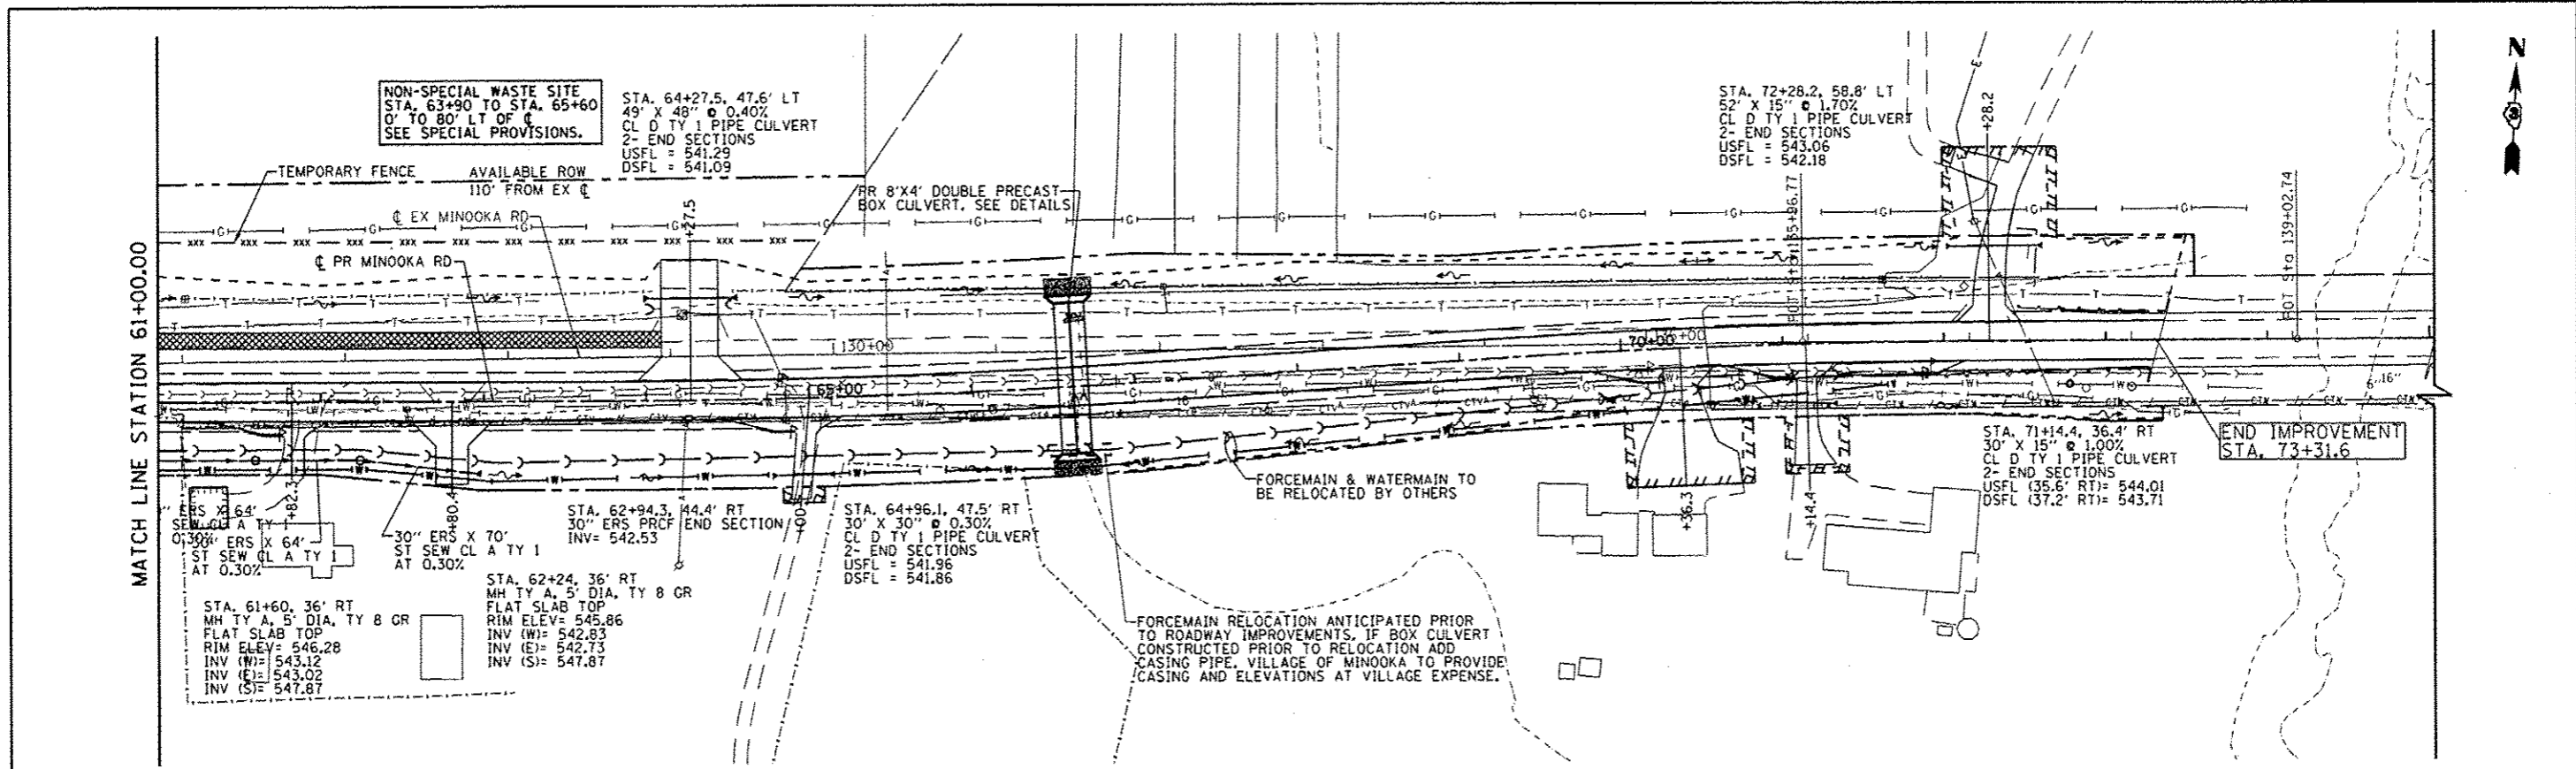 NON-SPECIAL WASTE SITE
STA. 63+90 TO STA. 65+60
0' TO 80' LT OF ℄
SEE SPECIAL PROVISIONS.
STA. 64+27.5, 47.6' LT
49' X 48" @ 0.40%
CL D TY 1 PIPE CULVERT
2- END SECTIONS
USFL = 541.29
DSFL = 541.09
STA. 72+28.2, 58.8' LT
52' X 15" @ 1.70%
CL D TY 1 PIPE CULVERT
2- END SECTIONS
USFL = 543.06
DSFL = 542.18
N
TEMPORARY FENCE
AVAILABLE ROW
110' FROM EX ℄
℄ EX MINOOKA RD
℄ PR MINOOKA RD
PR 8'X4' DOUBLE PRECAST
BOX CULVERT. SEE DETAILS
+27.5
+28.2
POT Sta 139+02.74
MATCH LINE STATION 61+00.00
130+00
65+00
70+00
6" 16"
END IMPROVEMENT
STA. 73+31.6
STA. 71+14.4, 36.4' RT
30' X 15" @ 1.00%
CL D TY 1 PIPE CULVERT
2- END SECTIONS
USFL (35.6' RT)= 544.01
DSFL (37.2' RT)= 543.71
FORCEMAIN & WATERMAIN TO
BE RELOCATED BY OTHERS
+82.3
+80.4
+00
+36.3
+14.4
30" ERS X 64'
ST SEW CL A TY 1
AT 0.30%
30" ERS X 70'
ST SEW CL A TY 1
AT 0.30%
STA. 62+94.3, 44.4' RT
30" ERS PRCF END SECTION
INV= 542.53
STA. 64+96.1, 47.5' RT
30' X 30" @ 0.30%
CL D TY 1 PIPE CULVERT
2- END SECTIONS
USFL = 541.96
DSFL = 541.86
STA. 61+60, 36' RT
MH TY A, 5' DIA, TY 8 GR
FLAT SLAB TOP
RIM ELEV= 546.28
INV (W)= 543.12
INV (E)= 543.02
INV (S)= 547.87
STA. 62+24, 36' RT
MH TY A, 5' DIA, TY 8 GR
FLAT SLAB TOP
RIM ELEV= 545.86
INV (W)= 542.83
INV (E)= 542.73
INV (S)= 547.87
FORCEMAIN RELOCATION ANTICIPATED PRIOR
TO ROADWAY IMPROVEMENTS. IF BOX CULVERT
CONSTRUCTED PRIOR TO RELOCATION ADD
CASING PIPE. VILLAGE OF MINOOKA TO PROVIDE
CASING AND ELEVATIONS AT VILLAGE EXPENSE.